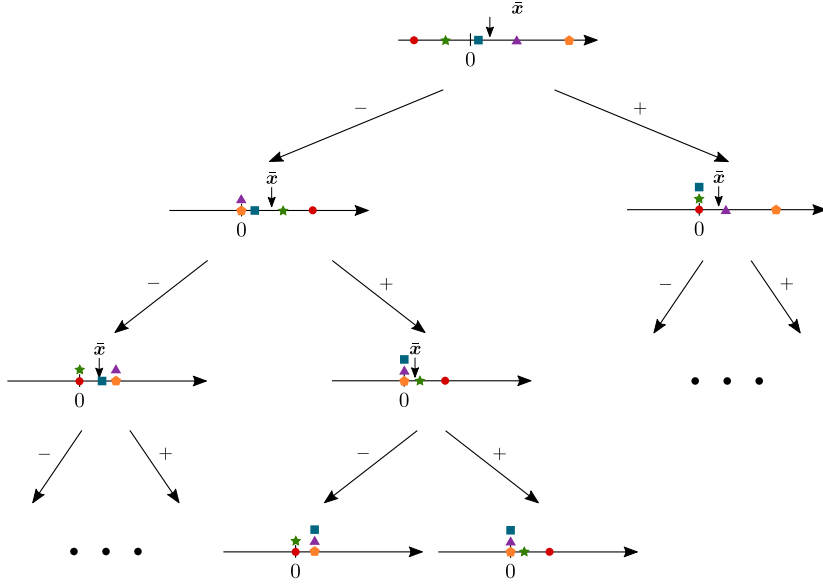 x̄
0
− +
x̄ x̄
0 0
− + − +
x̄ x̄
0 0
− + − +
0 0